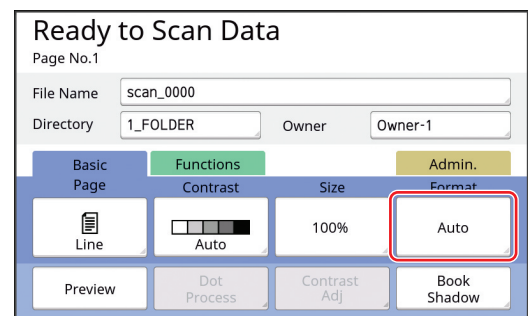 Ready to Scan Data
Page No.1
File Name scan_0000
Directory 1_FOLDER Owner Owner-1
Basic Functions Admin.
Page Contrast Size Format
Line Auto 100% Auto
Preview Dot Process Contrast Adj Book Shadow